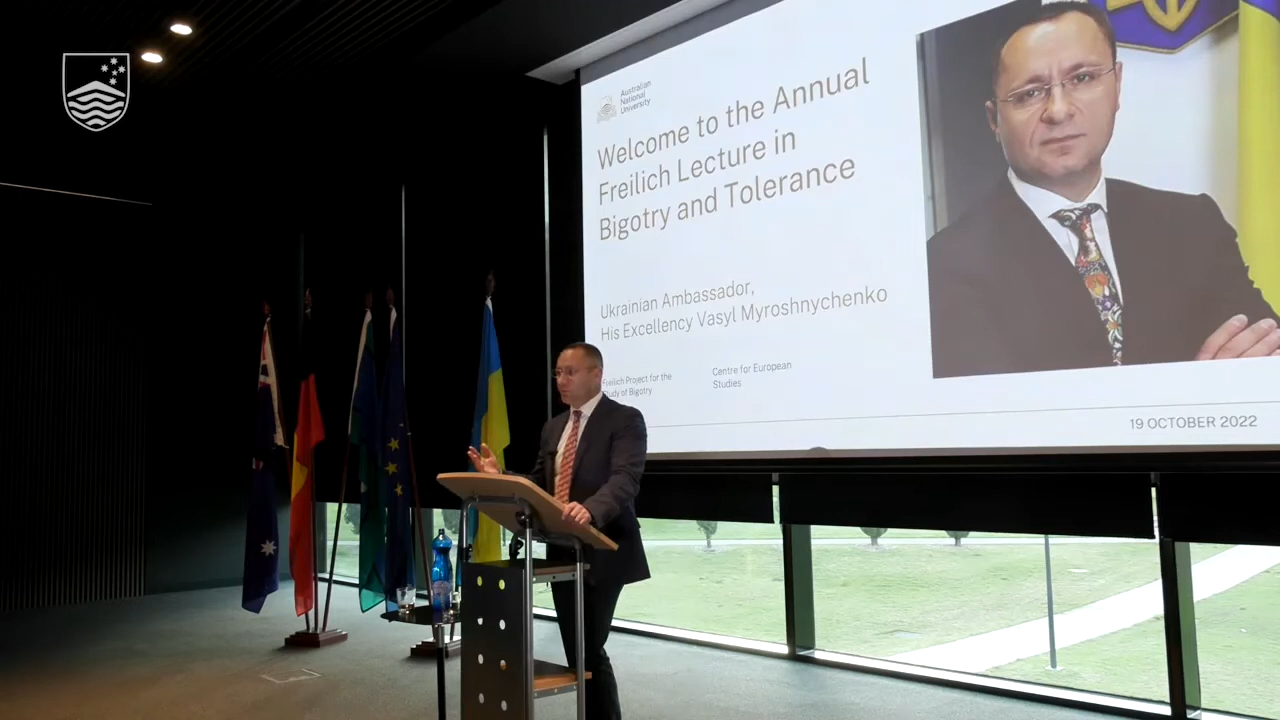 Australian
National
University
Welcome to the Annual
Freilich Lecture in
Bigotry and Tolerance
Ukrainian Ambassador,
His Excellency Vasyl Myroshnychenko
Freilich Project for the
Study of Bigotry
Centre for European
Studies
19 OCTOBER 2022